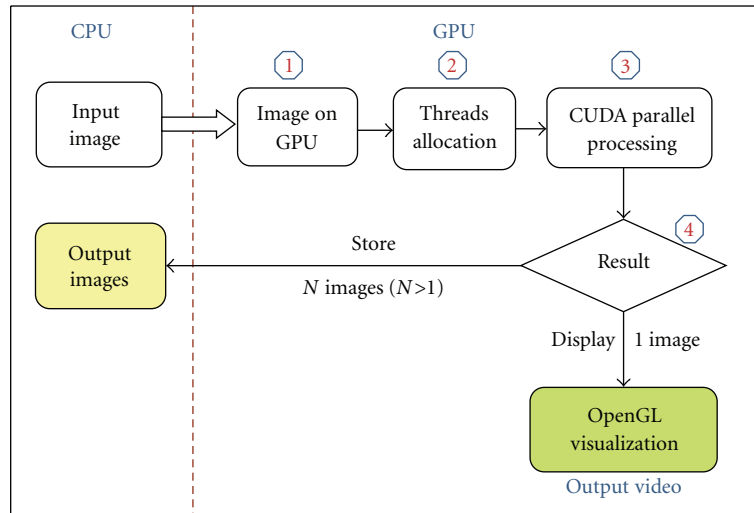 CPU
GPU
1
2
3
Input
image
Image on
GPU
Threads
allocation
CUDA parallel
processing
4
Output
images
Store
N images (N>1)
Result
Display
1 image
OpenGL
visualization
Output video